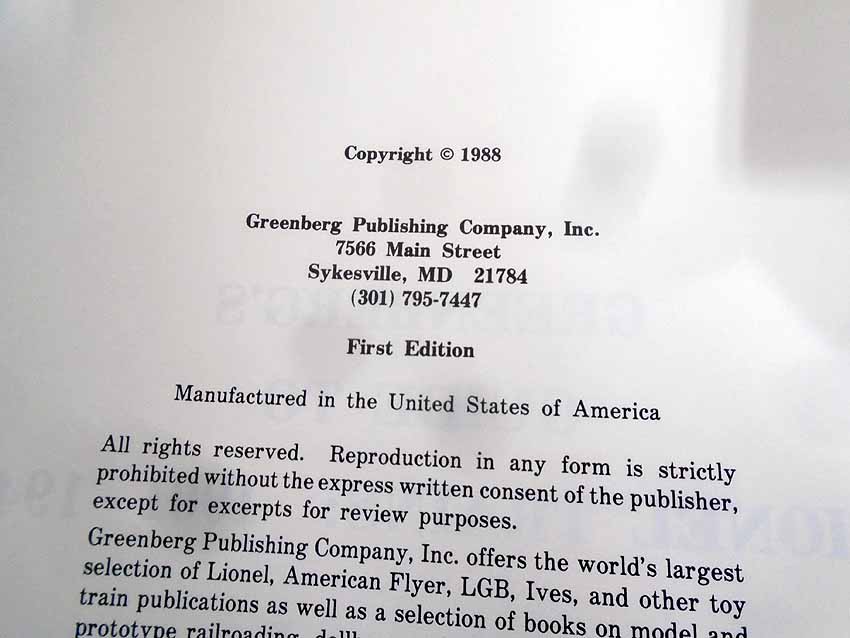 Copyright © 1988
Greenberg Publishing Company, Inc.
7566 Main Street
Sykesville, MD 21784
(301) 795-7447
First Edition
Manufactured in the United States of America
All rights reserved. Reproduction in any form is strictly
prohibited without the express written consent of the publisher,
except for excerpts for review purposes.
Greenberg Publishing Company, Inc. offers the world's largest
selection of Lionel, American Flyer, LGB, Ives, and other toy
train publications as well as a selection of books on model and
prototype railroading,